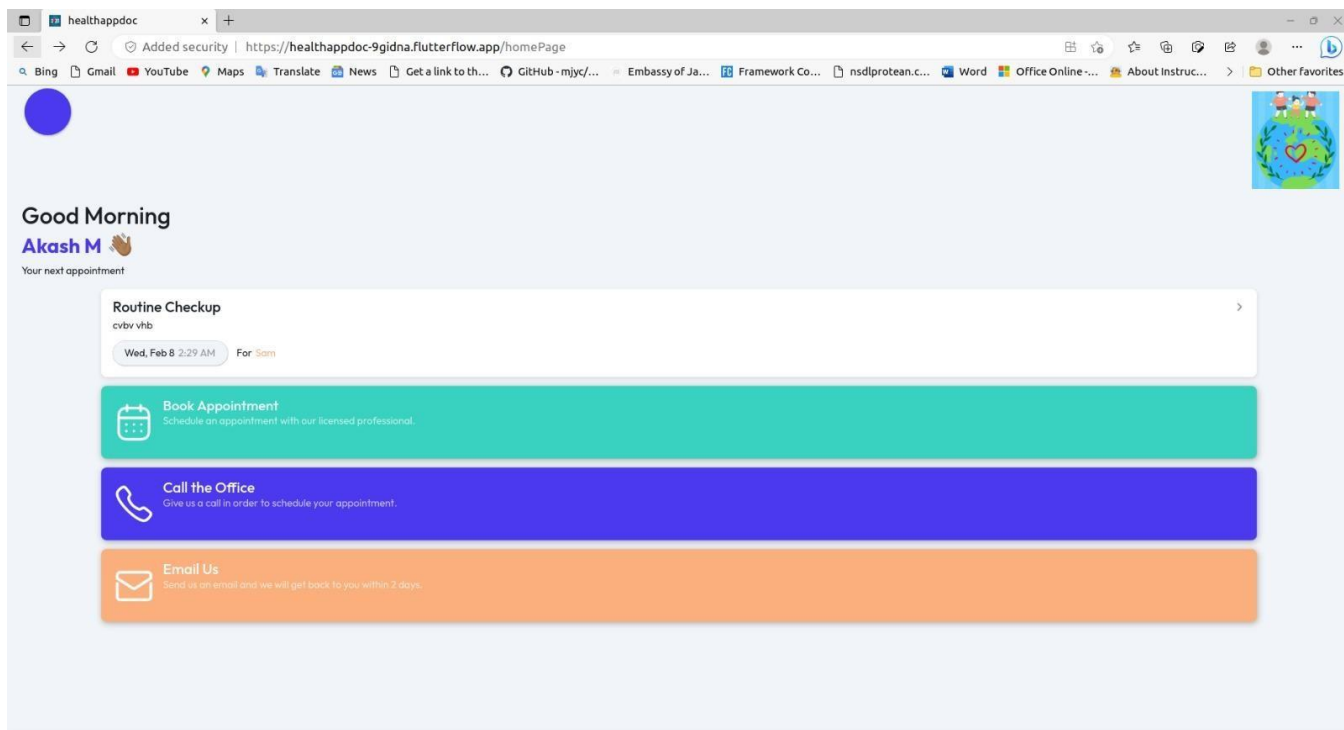 healthappdoc
Added security | https://healthappdoc-9gidna.flutterflow.app/homePage
Bing Gmail YouTube Maps Translate News Get a link to th... GitHub - mjyc/... Embassy of Ja... Framework Co... nsdlprotean.c... Word Office Online -... About Instruc... Other favorites
Good Morning
Akash M 👋🏾
Your next appointment
Routine Checkup
cvbv vhb
Wed, Feb 8 2:29 AM For Sam
Book Appointment
Schedule an appointment with our licensed professional.
Call the Office
Give us a call in order to schedule your appointment.
Email Us
Send us an email and we will get back to you within 2 days.